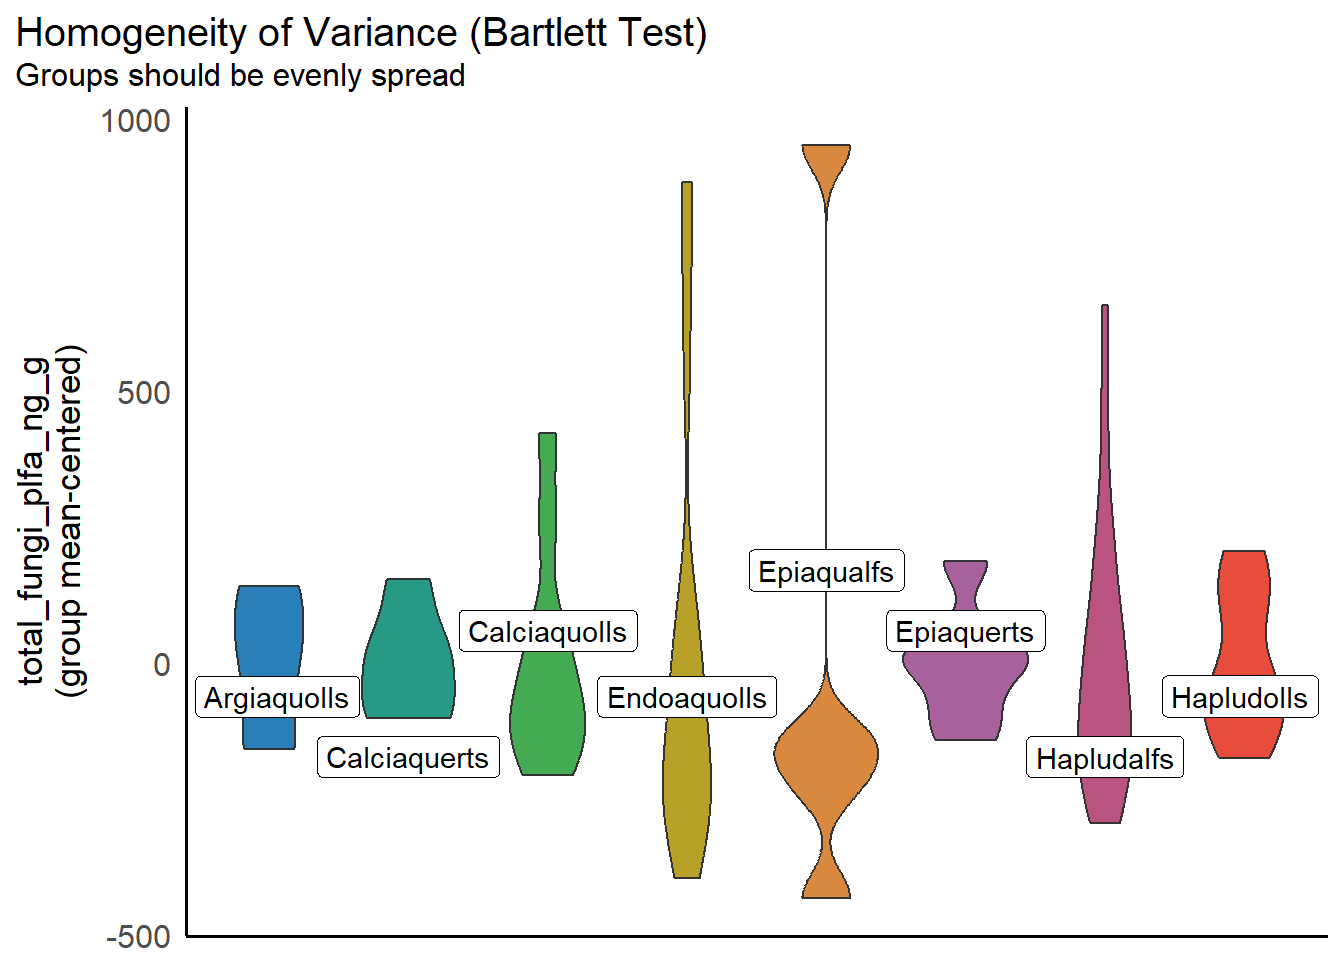 Homogeneity of Variance (Bartlett Test)
Groups should be evenly spread
1000
500
0
-500
total_fungi_plfa_ng_g
(group mean-centered)
Argiaquolls
Calciaquerts
Calciaquolls
Endoaquolls
Epiaqualfs
Epiaquerts
Hapludalfs
Hapludolls